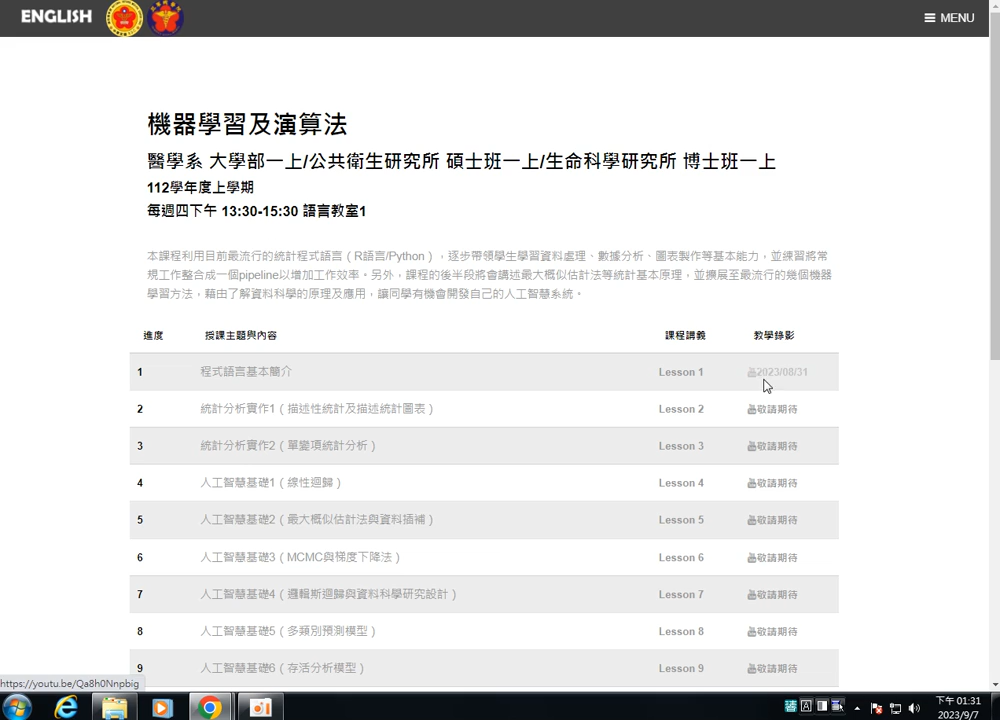 ENGLISH
MENU
機器學習及演算法
醫學系 大學部一上/公共衛生研究所 碩士班一上/生命科學研究所 博士班一上
112學年度上學期
每週四下午 13:30-15:30 語言教室1
本課程利用目前最流行的統計程式語言（R語言/Python），逐步帶領學生學習資料處理、數據分析、圖表製作等基本能力，並練習將常
規工作整合成一個pipeline以增加工作效率。另外，課程的後半段將會講述最大概似估計法等統計基本原理，並擴展至最流行的幾個機器
學習方法，藉由了解資料科學的原理及應用，讓同學有機會開發自己的人工智慧系統。
進度 授課主題與內容 課程講義 教學錄影
1 程式語言基本簡介 Lesson 1 2023/08/31
2 統計分析實作1（描述性統計及描述統計圖表） Lesson 2 敬請期待
3 統計分析實作2（單變項統計分析） Lesson 3 敬請期待
4 人工智慧基礎1（線性迴歸） Lesson 4 敬請期待
5 人工智慧基礎2（最大概似估計法與資料插補） Lesson 5 敬請期待
6 人工智慧基礎3（MCMC與梯度下降法） Lesson 6 敬請期待
7 人工智慧基礎4（邏輯斯迴歸與資料科學研究設計） Lesson 7 敬請期待
8 人工智慧基礎5（多類別預測模型） Lesson 8 敬請期待
9 人工智慧基礎6（存活分析模型） Lesson 9 敬請期待
https://youtu.be/Qa8h0Nnpbig
下午 01:31
2023/9/7